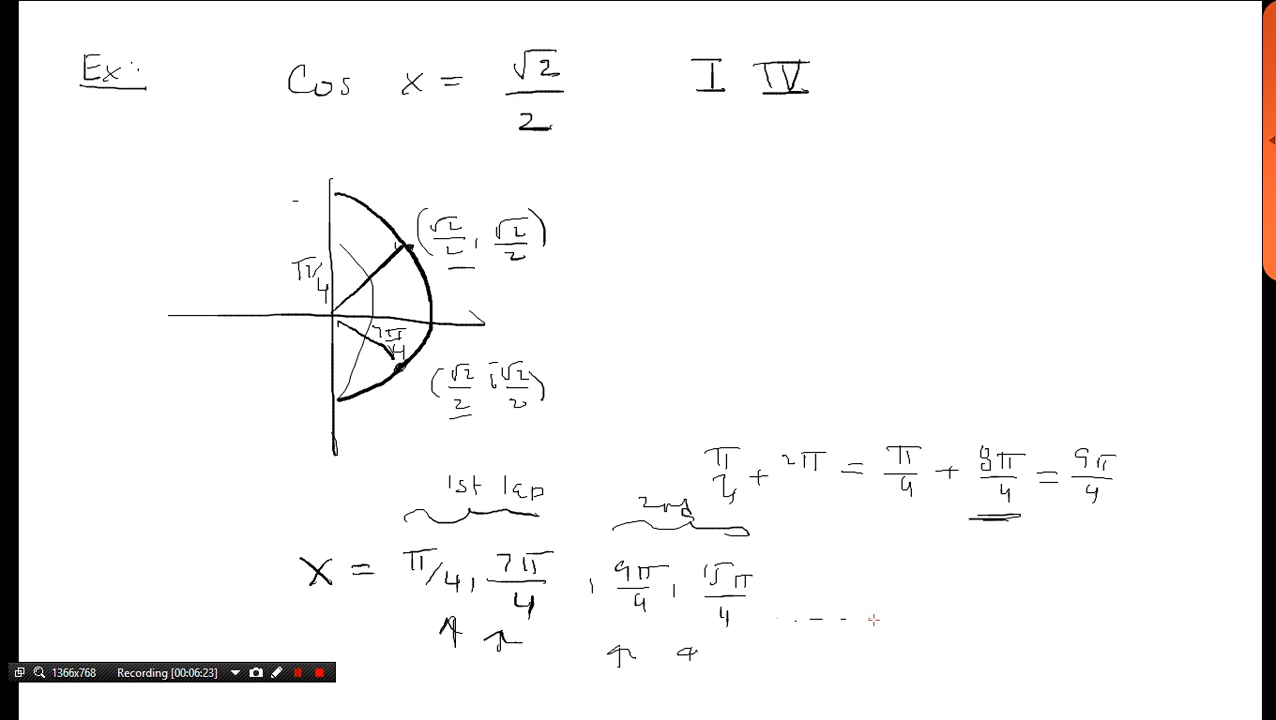 Ex: Cos x = √2/2 I IV
(√2/2, √2/2)
π/4
7π/4
(√2/2, -√2/2)
π/4 + 2π = π/4 + 8π/4 = 9π/4
1st lap 2nd
x = π/4, 7π/4, 9π/4, 15π/4 ....
1366x768 Recording [00:06:23]